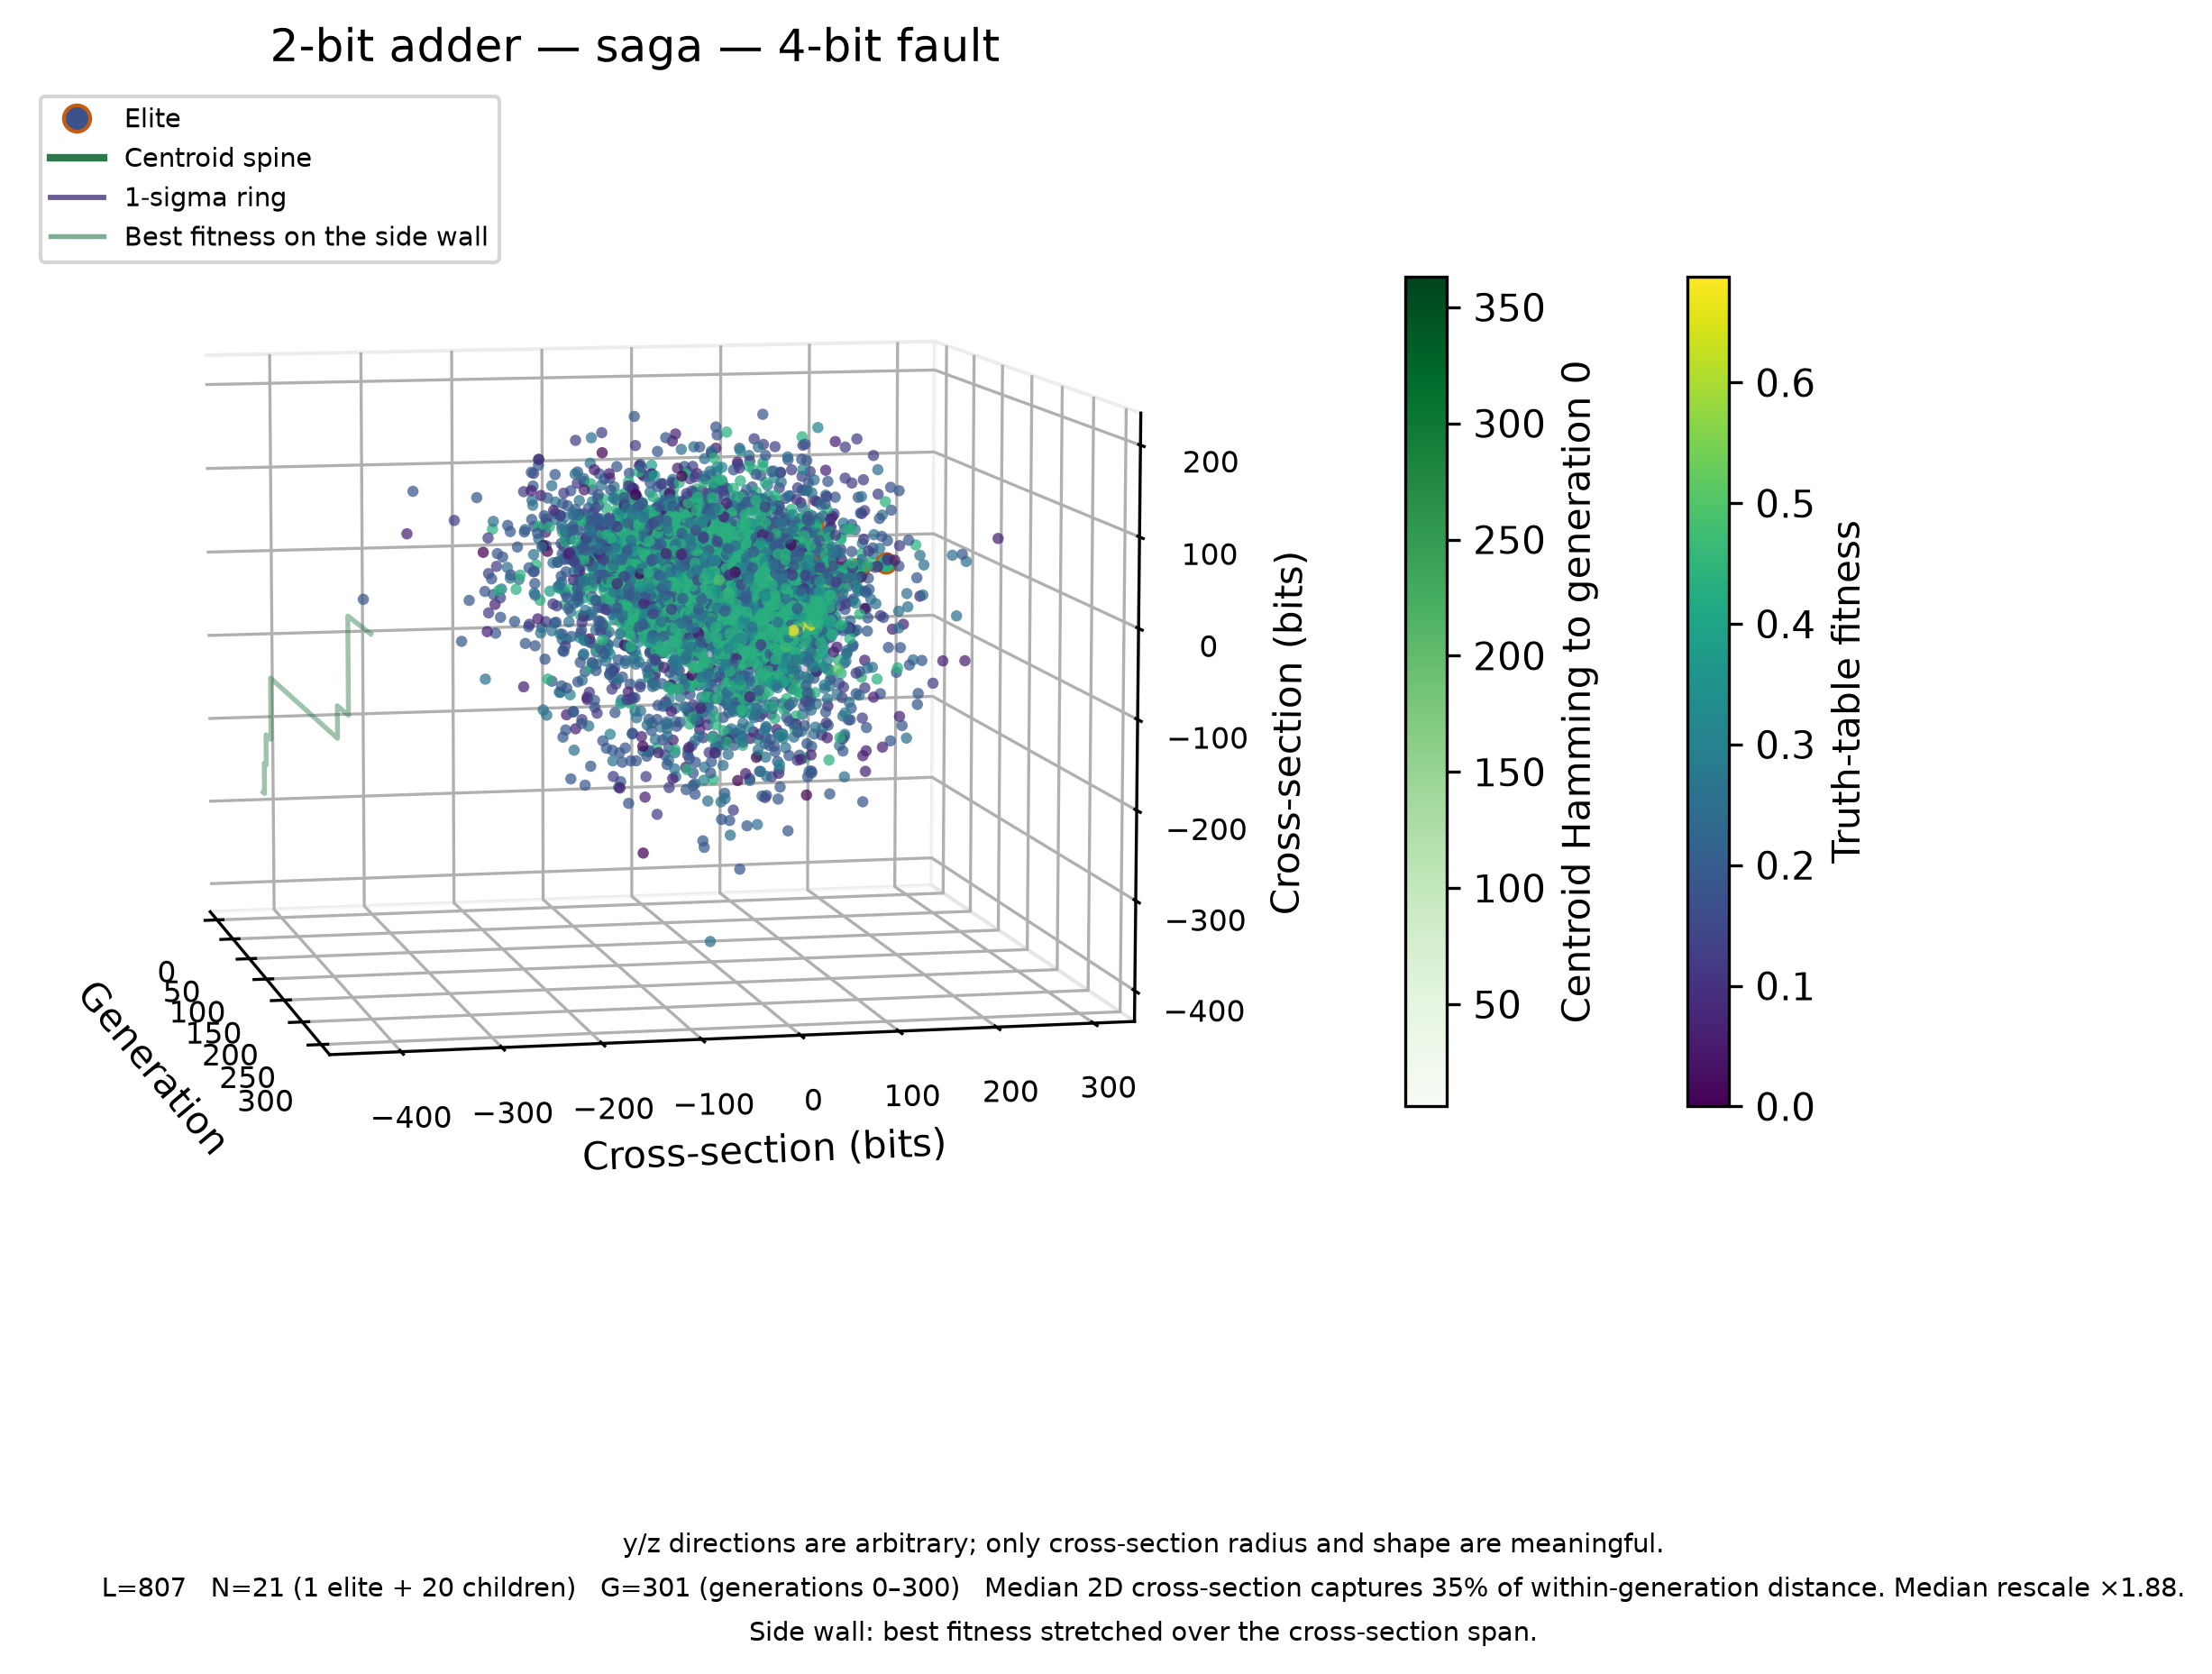 2-bit adder — saga — 4-bit fault
Elite
Centroid spine
1-sigma ring
Best fitness on the side wall
Generation
0
50
100
150
200
250
300
Cross-section (bits)
−400
−300
−200
−100
0
100
200
300
Cross-section (bits)
200
100
0
−100
−200
−300
−400
350
300
250
200
150
100
50
Centroid Hamming to generation 0
0.6
0.5
0.4
0.3
0.2
0.1
0.0
Truth-table fitness
y/z directions are arbitrary; only cross-section radius and shape are meaningful.
L=807 N=21 (1 elite + 20 children) G=301 (generations 0–300) Median 2D cross-section captures 35% of within-generation distance. Median rescale ×1.88.
Side wall: best fitness stretched over the cross-section span.